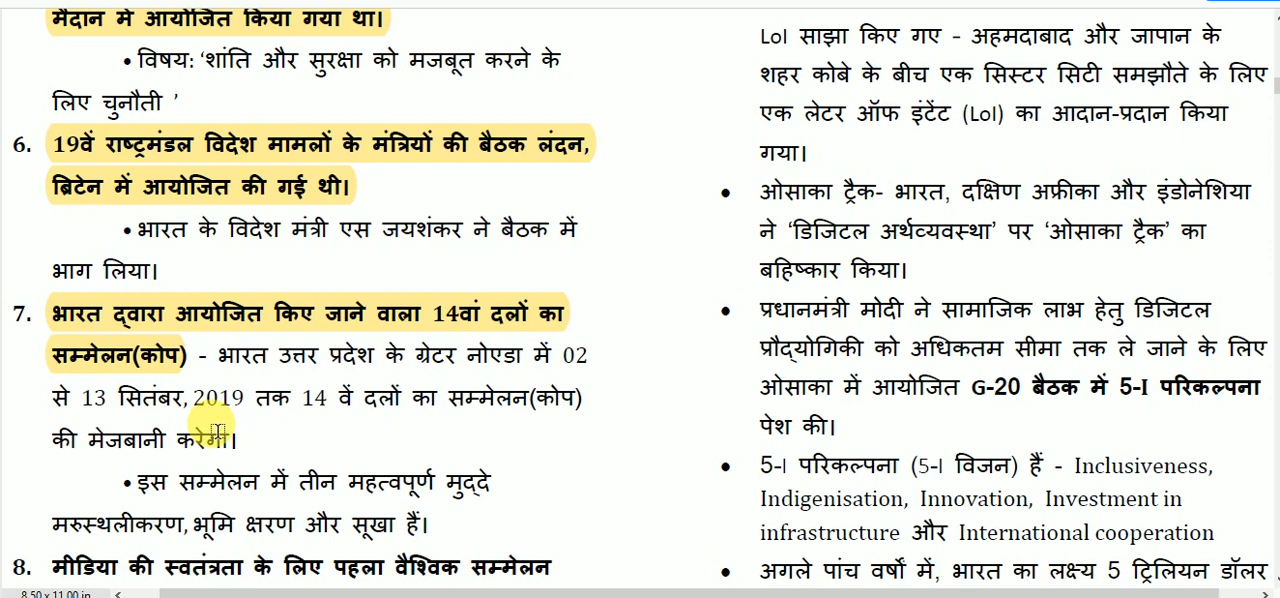 मैदान में आयोजित किया गया था।
• विषय: ‘शांति और सुरक्षा को मजबूत करने के
लिए चुनौती ’
6. 19वें राष्ट्रमंडल विदेश मामलों के मंत्रियों की बैठक लंदन,
ब्रिटेन में आयोजित की गई थी।
• भारत के विदेश मंत्री एस जयशंकर ने बैठक में
भाग लिया।
7. भारत द्वारा आयोजित किए जाने वाला 14वां दलों का
सम्मेलन(कोप) - भारत उत्तर प्रदेश के ग्रेटर नोएडा में 02
से 13 सितंबर, 2019 तक 14 वें दलों का सम्मेलन(कोप)
की मेजबानी करेगा।
• इस सम्मेलन में तीन महत्वपूर्ण मुद्दे
मरुस्थलीकरण, भूमि क्षरण और सूखा हैं।
8. मीडिया की स्वतंत्रता के लिए पहला वैश्विक सम्मेलन
LoI साझा किए गए - अहमदाबाद और जापान के
शहर कोबे के बीच एक सिस्टर सिटी समझौते के लिए
एक लेटर ऑफ इंटेंट (LoI) का आदान-प्रदान किया
गया।
• ओसाका ट्रैक- भारत, दक्षिण अफ्रीका और इंडोनेशिया
ने ‘डिजिटल अर्थव्यवस्था’ पर ‘ओसाका ट्रैक’ का
बहिष्कार किया।
• प्रधानमंत्री मोदी ने सामाजिक लाभ हेतु डिजिटल
प्रौद्योगिकी को अधिकतम सीमा तक ले जाने के लिए
ओसाका में आयोजित G-20 बैठक में 5-I परिकल्पना
पेश की।
• 5-I परिकल्पना (5-I विजन) हैं - Inclusiveness,
Indigenisation, Innovation, Investment in
infrastructure और International cooperation
• अगले पांच वर्षों में, भारत का लक्ष्य 5 ट्रिलियन डॉलर
8.50 x 11.00 in